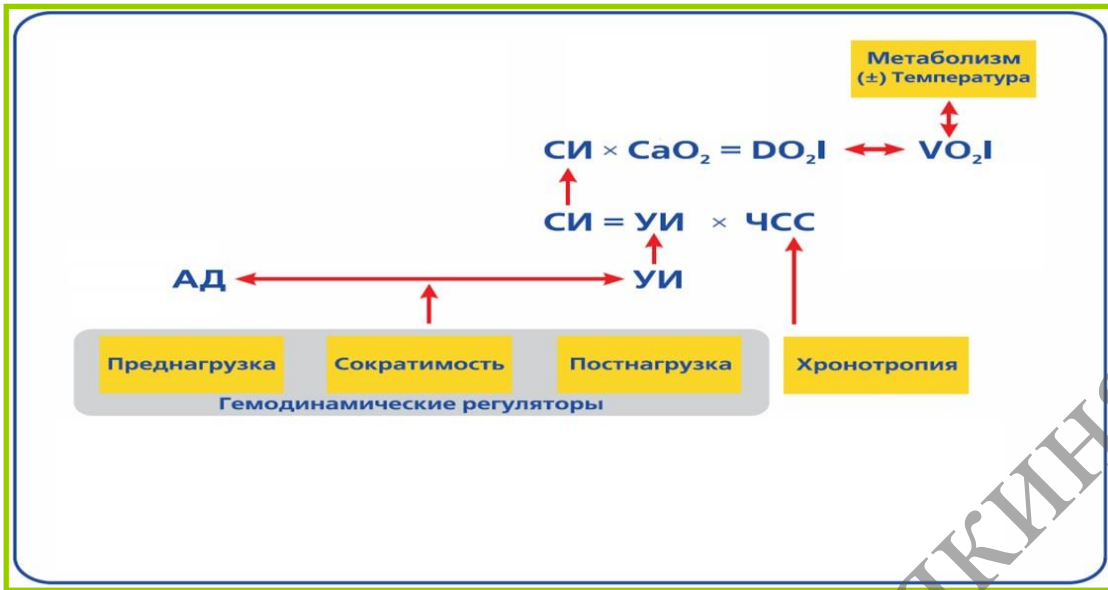 Метаболизм
(±) Температура
СИ × CaO₂ = DO₂I VO₂I
СИ = УИ × ЧСС
АД УИ
Преднагрузка Сократимость Постнагрузка Хронотропия
Гемодинамические регуляторы